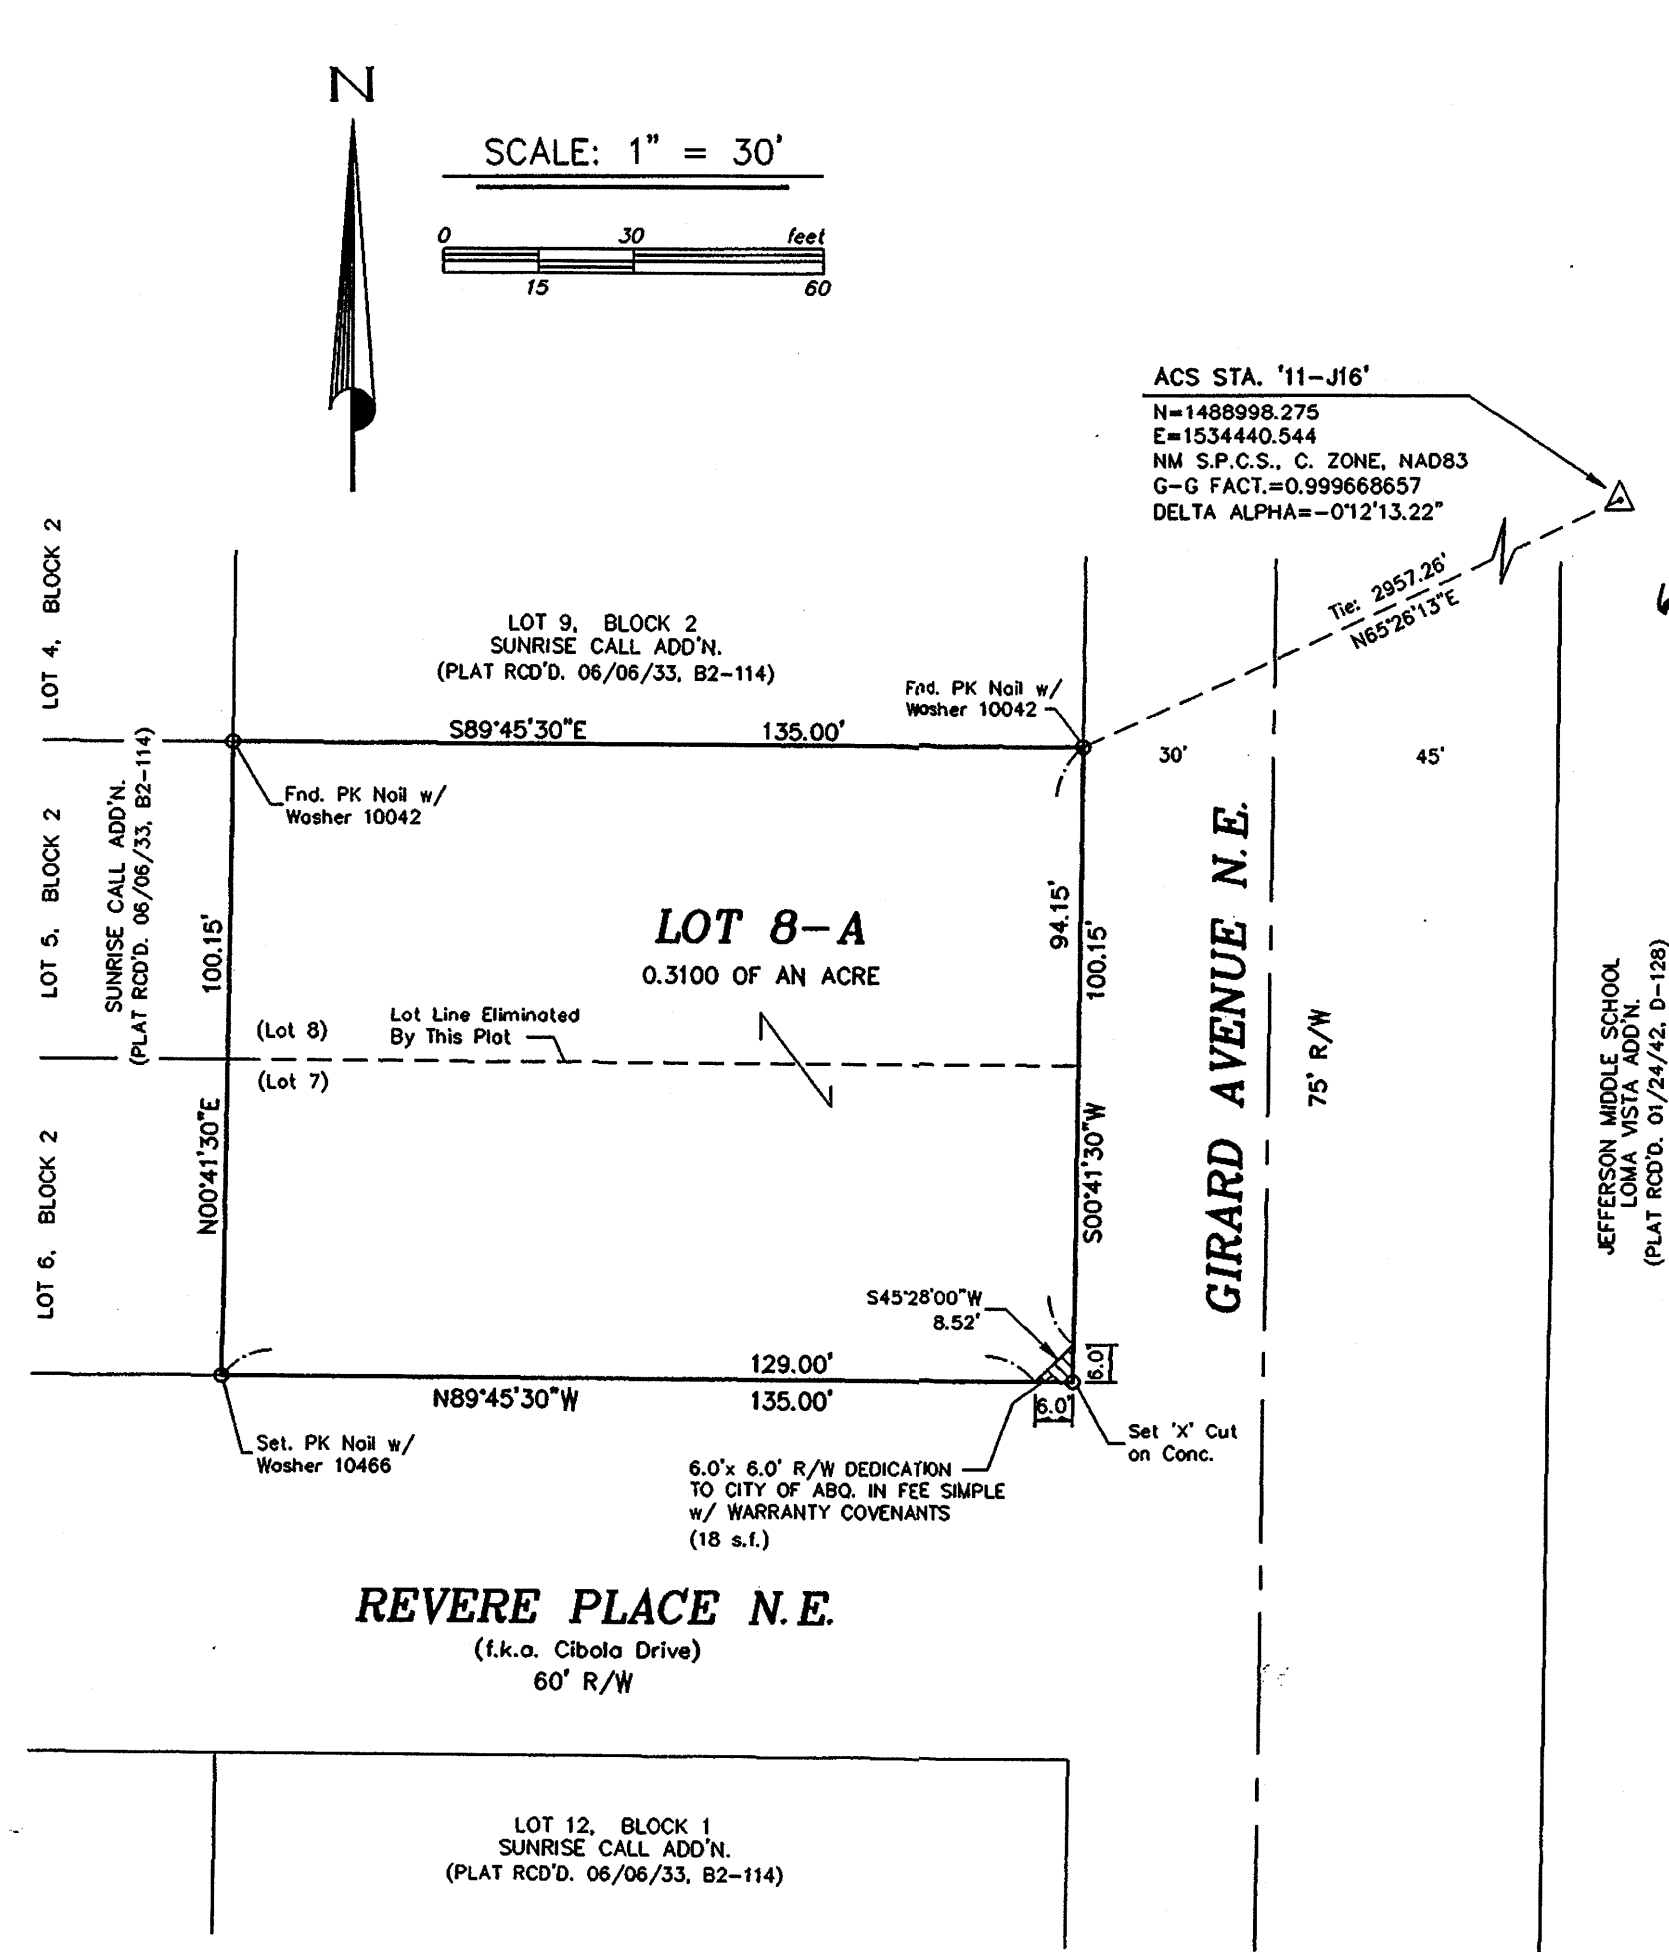 N
SCALE: 1" = 30'
0 30 feet
15 60
ACS STA. '11-J16'
N=1488998.275
E=1534440.544
NM S.P.C.S., C. ZONE, NAD83
G-G FACT.=0.999668657
DELTA ALPHA=-0°12'13.22"
Tie: 2957.26'
N65°26'13"E
LOT 4, BLOCK 2
LOT 9, BLOCK 2
SUNRISE CALL ADD'N.
(PLAT RCD'D. 06/06/33, B2-114)
Fnd. PK Nail w/
Washer 10042
S89°45'30"E 135.00'
30' 45'
Fnd. PK Nail w/
Washer 10042
LOT 5, BLOCK 2
SUNRISE CALL ADD'N.
(PLAT RCD'D. 06/06/33, B2-114)
100.15'
N00°41'30"E
LOT 8-A
0.3100 OF AN ACRE
94.15'
100.15'
S00°41'30"W
Lot Line Eliminated
By This Plat
(Lot 8)
(Lot 7)
GIRARD AVENUE N.E.
75' R/W
JEFFERSON MIDDLE SCHOOL
LOMA VISTA ADD'N.
(PLAT RCD'D. 01/24/42, D-128)
LOT 6, BLOCK 2
S45°28'00"W
8.52'
129.00'
N89°45'30"W 135.00'
6.0'
6.0'
Set 'X' Cut
on Conc.
Set. PK Nail w/
Washer 10466
6.0'x 6.0' R/W DEDICATION
TO CITY OF ABQ. IN FEE SIMPLE
w/ WARRANTY COVENANTS
(18 s.f.)
REVERE PLACE N.E.
(f.k.a. Cibola Drive)
60' R/W
LOT 12, BLOCK 1
SUNRISE CALL ADD'N.
(PLAT RCD'D. 06/06/33, B2-114)